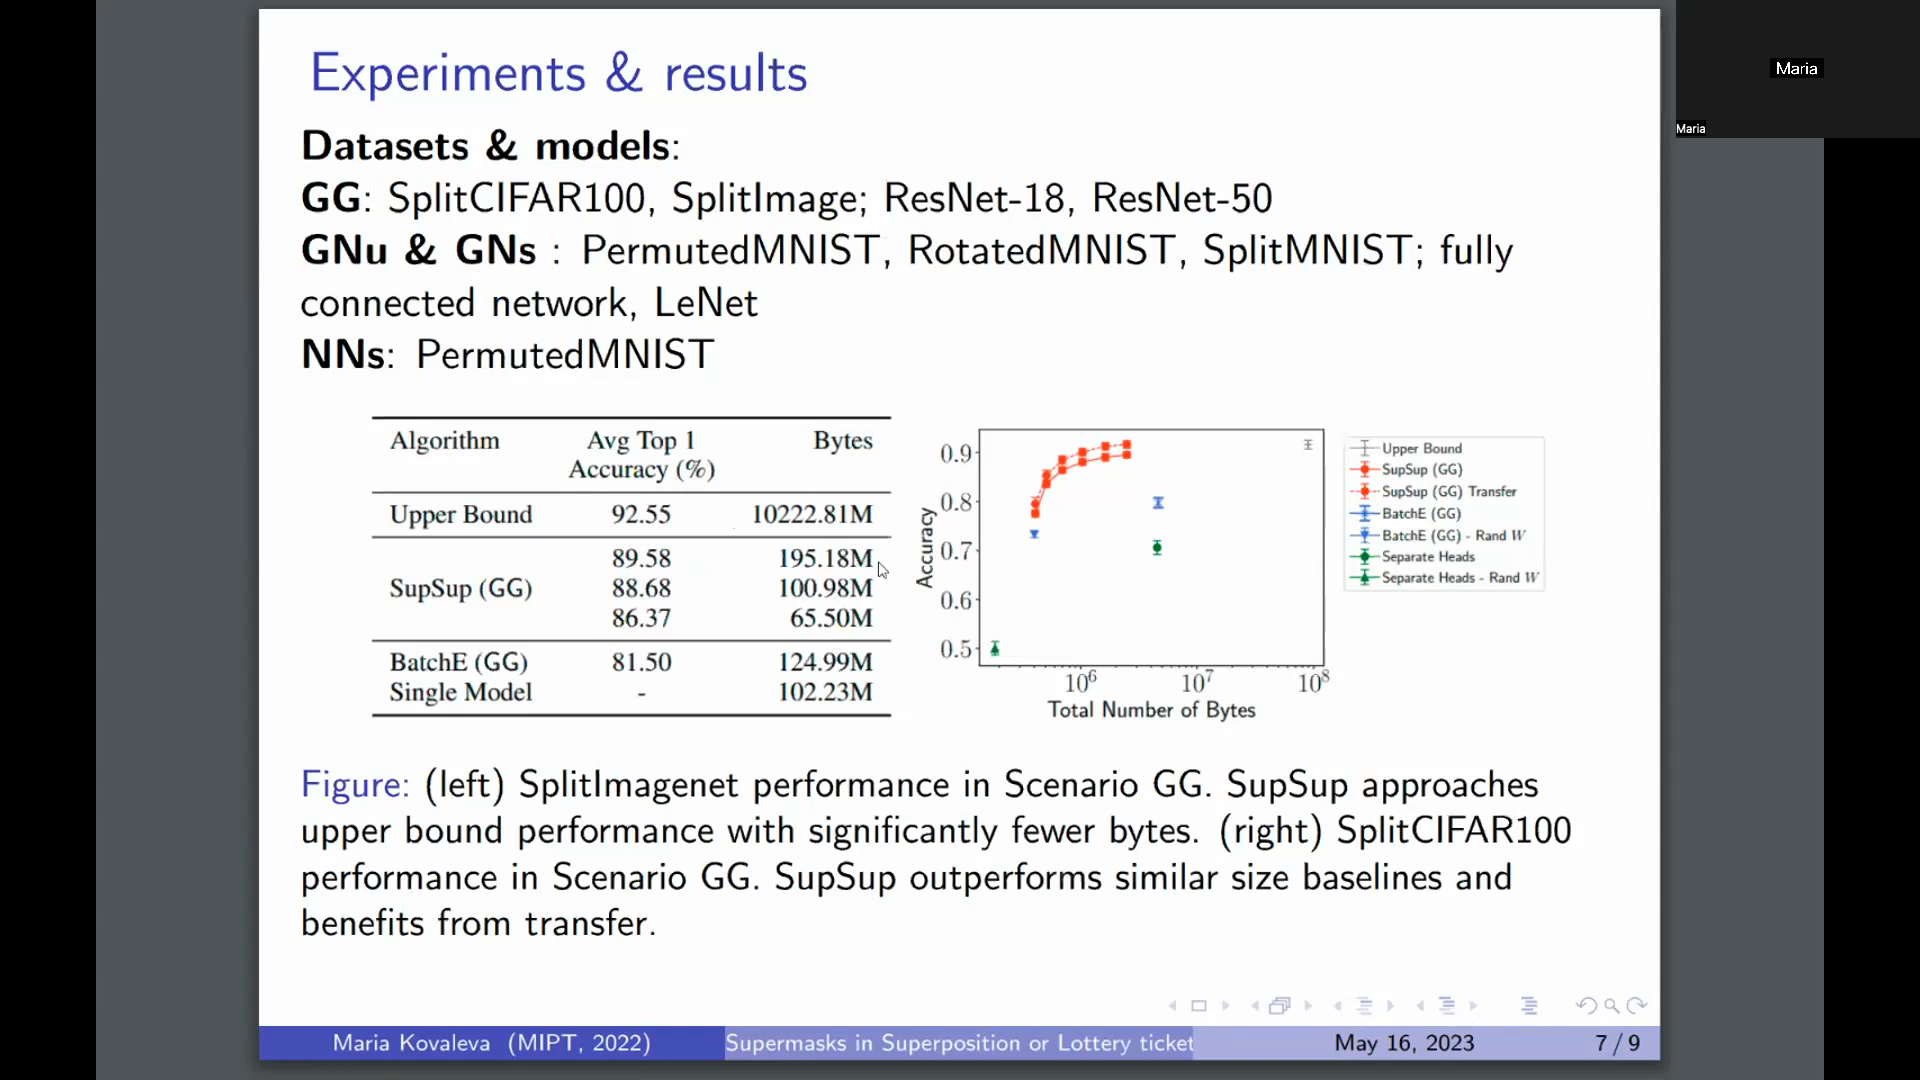 Experiments & results
Maria
Maria
Datasets & models:
GG: SplitCIFAR100, SplitImage; ResNet-18, ResNet-50
GNu & GNs : PermutedMNIST, RotatedMNIST, SplitMNIST; fully
connected network, LeNet
NNs: PermutedMNIST
Algorithm Avg Top 1 Bytes
Accuracy (%)
Upper Bound 92.55 10222.81M
89.58 195.18M
SupSup (GG) 88.68 100.98M
86.37 65.50M
BatchE (GG) 81.50 124.99M
Single Model - 102.23M
Accuracy
0.9
0.8
0.7
0.6
0.5
10⁶ 10⁷ 10⁸
Total Number of Bytes
Upper Bound
SupSup (GG)
SupSup (GG) Transfer
BatchE (GG)
BatchE (GG) - Rand W
Separate Heads
Separate Heads - Rand W
Figure: (left) SplitImagenet performance in Scenario GG. SupSup approaches
upper bound performance with significantly fewer bytes. (right) SplitCIFAR100
performance in Scenario GG. SupSup outperforms similar size baselines and
benefits from transfer.
Maria Kovaleva (MIPT, 2022) Supermasks in Superposition or Lottery ticket May 16, 2023 7 / 9